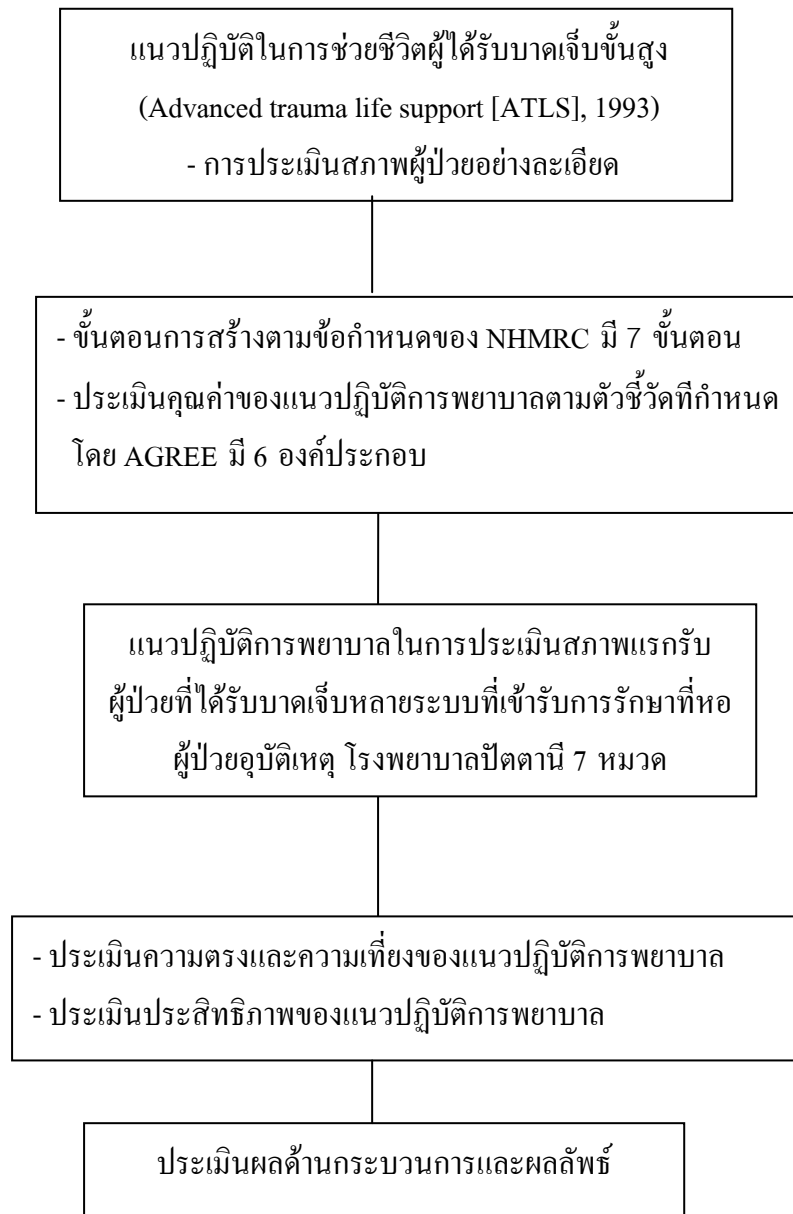 แนวปฏิบัติในการช่วยชีวิตผู้ได้รับบาดเจ็บขั้นสูง
(Advanced trauma life support [ATLS], 1993)
- การประเมินสภาพผู้ป่วยอย่างละเอียด
- ขั้นตอนการสร้างตามข้อกำหนดของ NHMRC มี 7 ขั้นตอน
- ประเมินคุณค่าของแนวปฏิบัติการพยาบาลตามตัวชี้วัดทีกำหนด
โดย AGREE มี 6 องค์ประกอบ
แนวปฏิบัติการพยาบาลในการประเมินสภาพแรกรับ
ผู้ป่วยที่ได้รับบาดเจ็บหลายระบบที่เข้ารับการรักษาที่หอ
ผู้ป่วยอุบัติเหตุ โรงพยาบาลปัตตานี 7 หมวด
- ประเมินความตรงและความเที่ยงของแนวปฏิบัติการพยาบาล
- ประเมินประสิทธิภาพของแนวปฏิบัติการพยาบาล
ประเมินผลด้านกระบวนการและผลลัพธ์